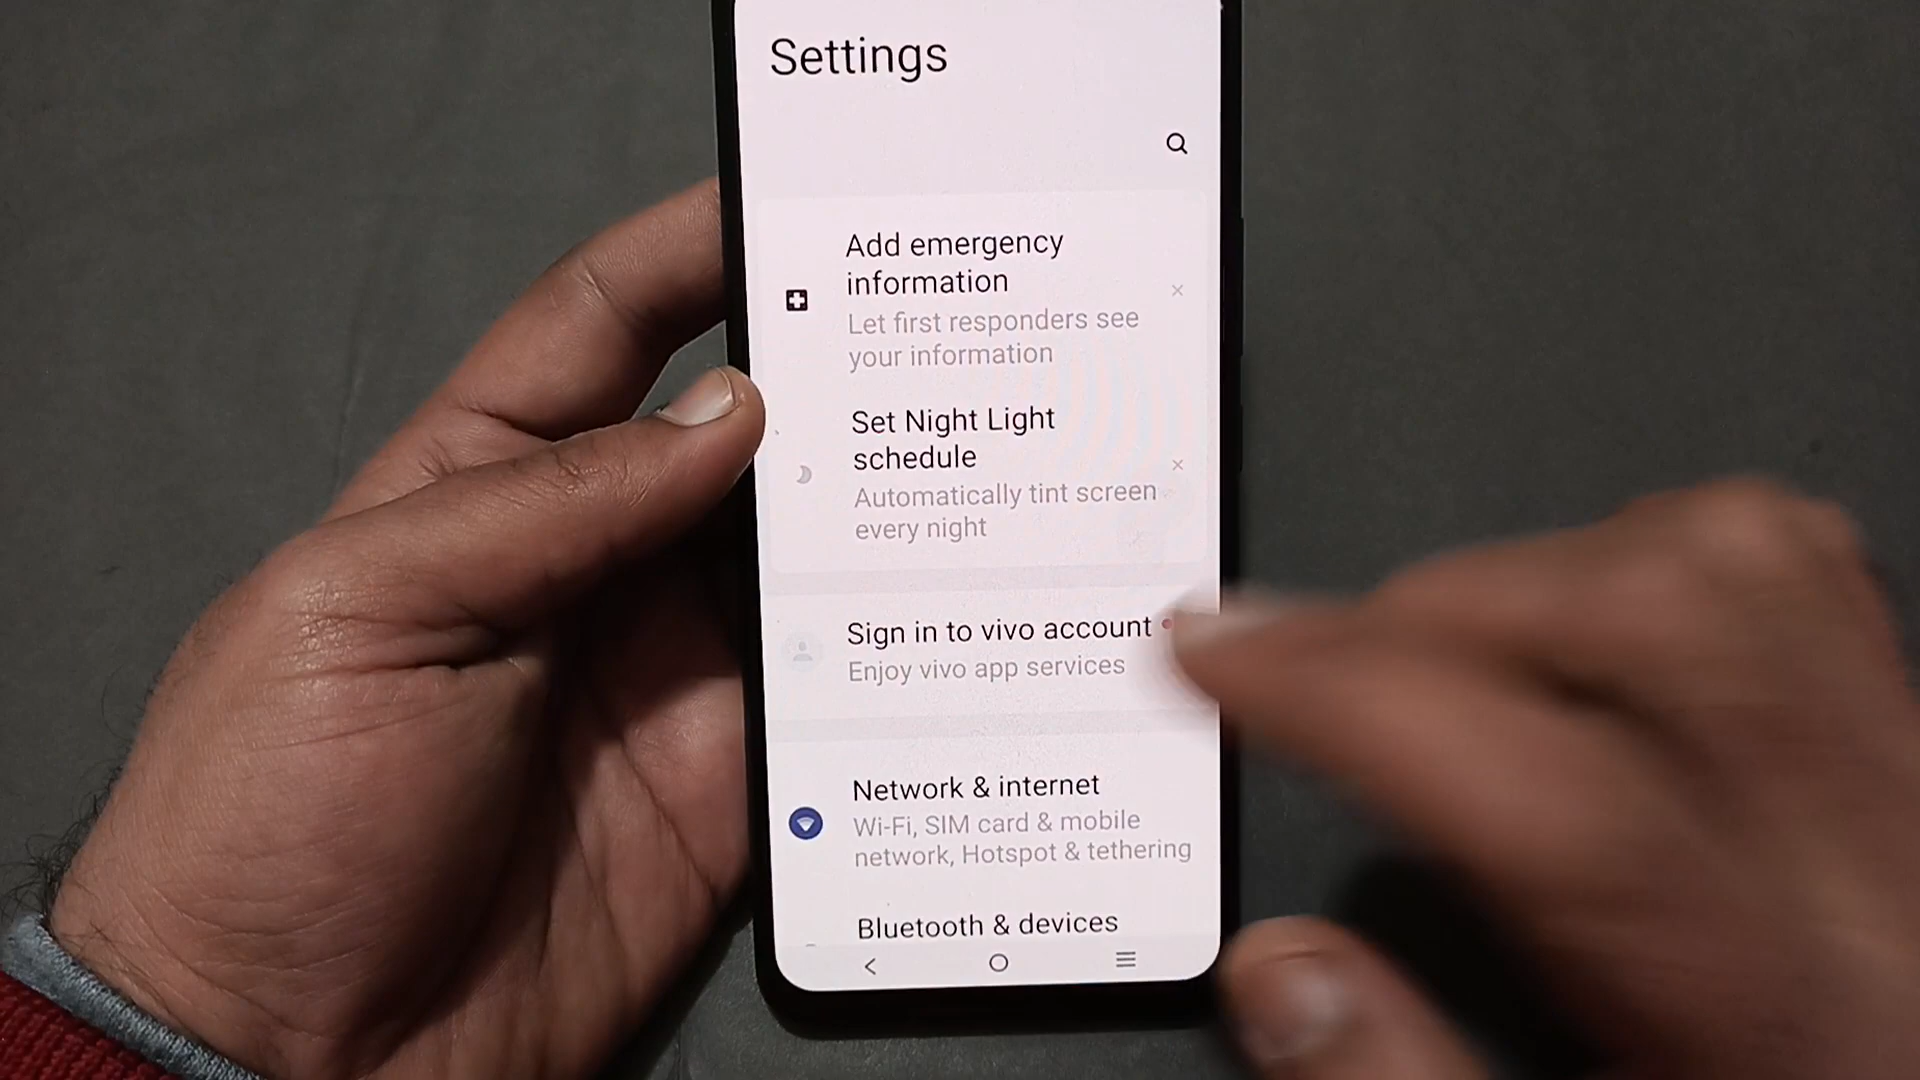 Settings
Add emergency
information
Let first responders see
your information
Set Night Light
schedule
Automatically tint screen
every night
Sign in to vivo account
Enjoy vivo app services
Network & internet
Wi-Fi, SIM card & mobile
network, Hotspot & tethering
Bluetooth & devices